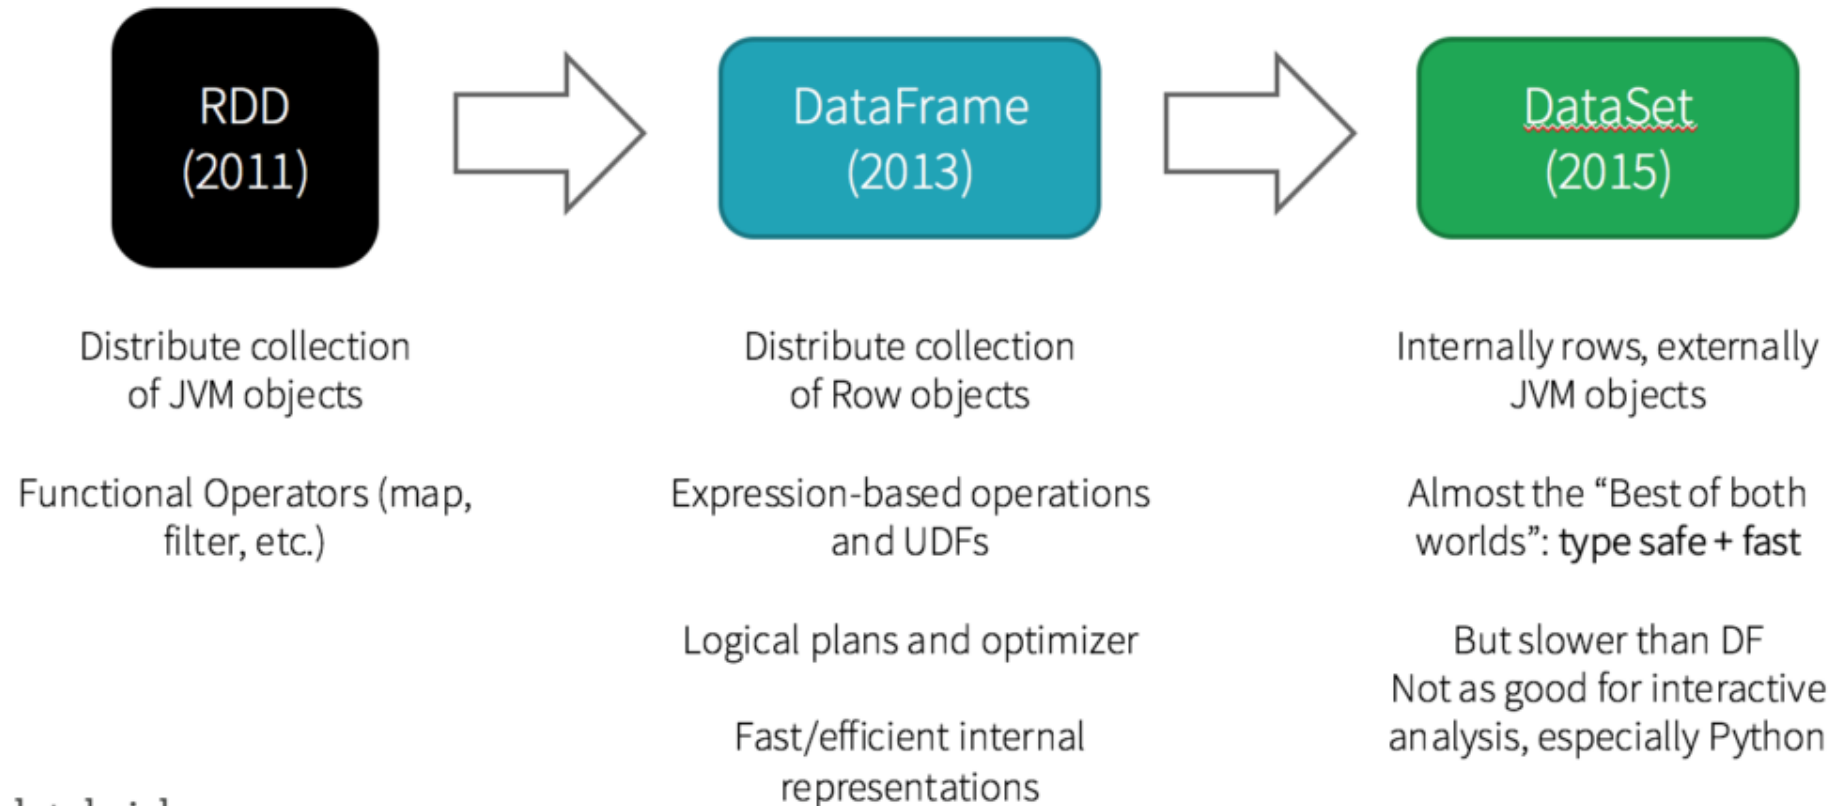 RDD
(2011)
Distribute collection
of JVM objects
Functional Operators (map,
filter, etc.)
DataFrame
(2013)
Distribute collection
of Row objects
Expression-based operations
and UDFs
Logical plans and optimizer
Fast/efficient internal
representations
DataSet
(2015)
Internally rows, externally
JVM objects
Almost the “Best of both
worlds”: type safe + fast
But slower than DF
Not as good for interactive
analysis, especially Python